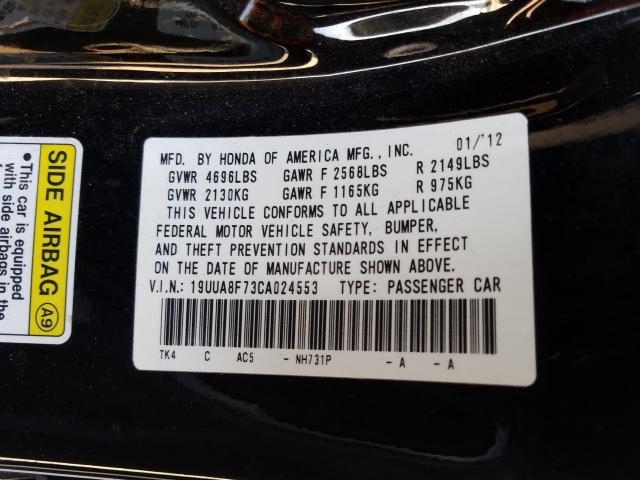 SIDE AIRBAG A9
•This car is equipped
with side airbags in the
MFD. BY HONDA OF AMERICA MFG., INC. 01/'12
GVWR 4696LBS GAWR F 2568LBS R 2149LBS
GVWR 2130KG GAWR F 1165KG R 975KG
THIS VEHICLE CONFORMS TO ALL APPLICABLE
FEDERAL MOTOR VEHICLE SAFETY, BUMPER,
AND THEFT PREVENTION STANDARDS IN EFFECT
ON THE DATE OF MANUFACTURE SHOWN ABOVE.
V.I.N.: 19UUA8F73CA024553 TYPE: PASSENGER CAR
TK4 C AC5 - NH731P - A - A